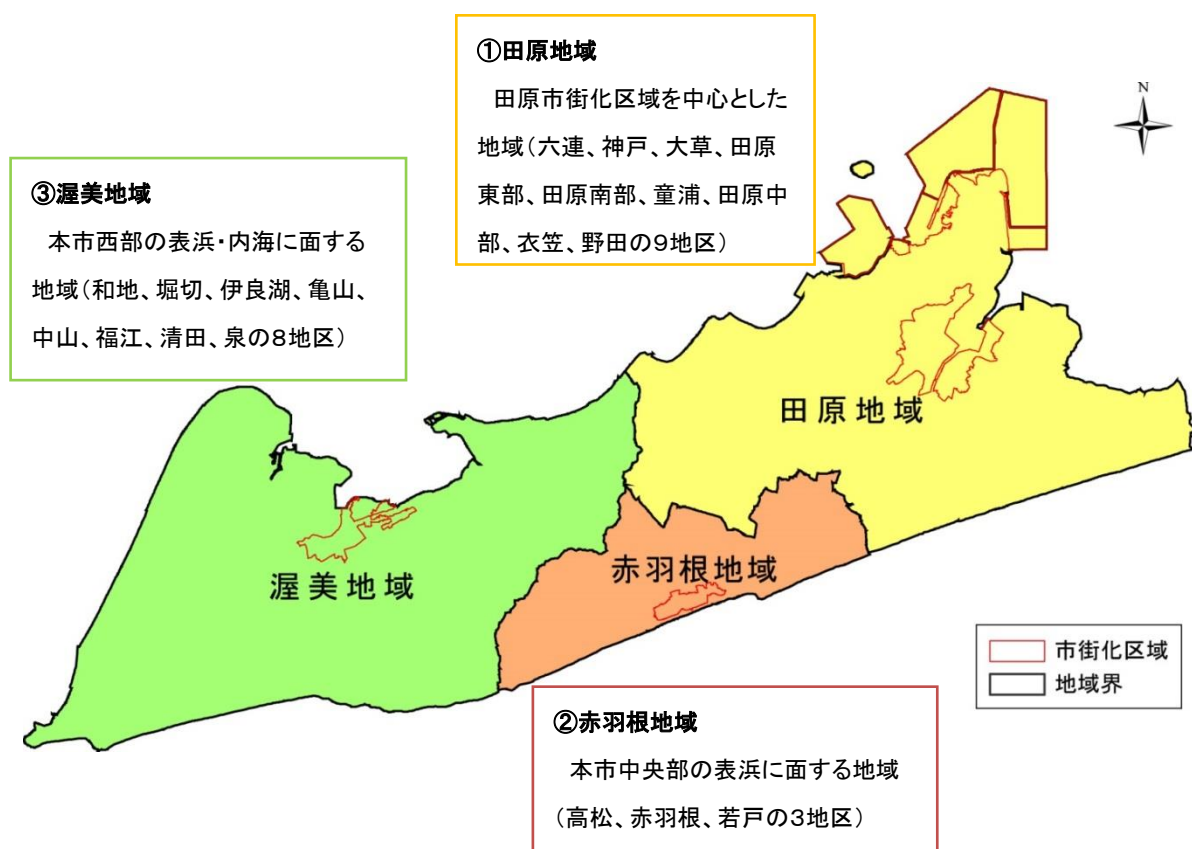 ①田原地域
田原市街化区域を中心とした
地域(六連、神戸、大草、田原
東部、田原南部、童浦、田原中
部、衣笠、野田の9地区)
N
③渥美地域
本市西部の表浜・内海に面する
地域(和地、堀切、伊良湖、亀山、
中山、福江、清田、泉の8地区)
田原地域
赤羽根地域
渥美地域
市街化区域
地域界
②赤羽根地域
本市中央部の表浜に面する地域
(高松、赤羽根、若戸の3地区)